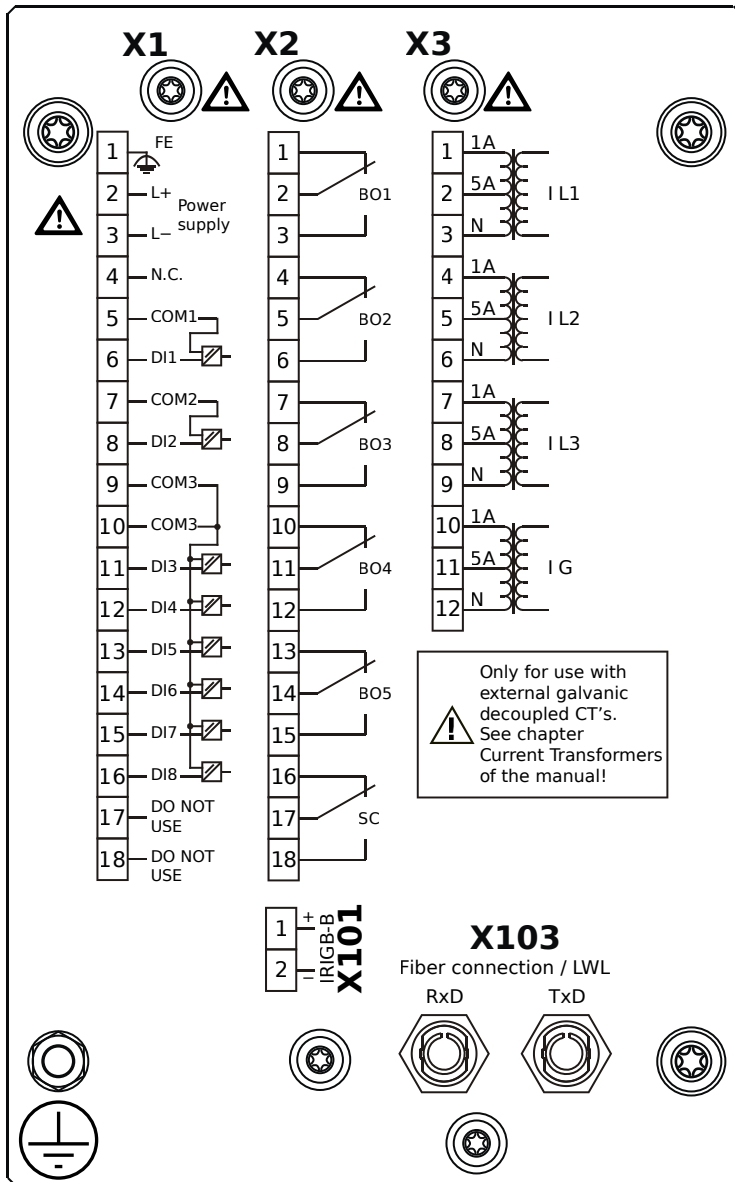 X1
X2
X3
1 FE
2 L+
3 L−
Power
supply
4 N.C.
5 COM1
6 DI1
7 COM2
8 DI2
9 COM3
10 COM3
11 DI3
12 DI4
13 DI5
14 DI6
15 DI7
16 DI8
17 DO NOT
USE
18 DO NOT
USE
1
2 BO1
3
4
5 BO2
6
7
8 BO3
9
10
11 BO4
12
13
14 BO5
15
16
17 SC
18
1 1A
2 5A I L1
3 N
4 1A
5 5A I L2
6 N
7 1A
8 5A I L3
9 N
10 1A
11 5A I G
12 N
Only for use with
external galvanic
decoupled CT's.
See chapter
Current Transformers
of the manual!
1 +
2 −
IRIGB-B
X101
X103
Fiber connection / LWL
RxD
TxD